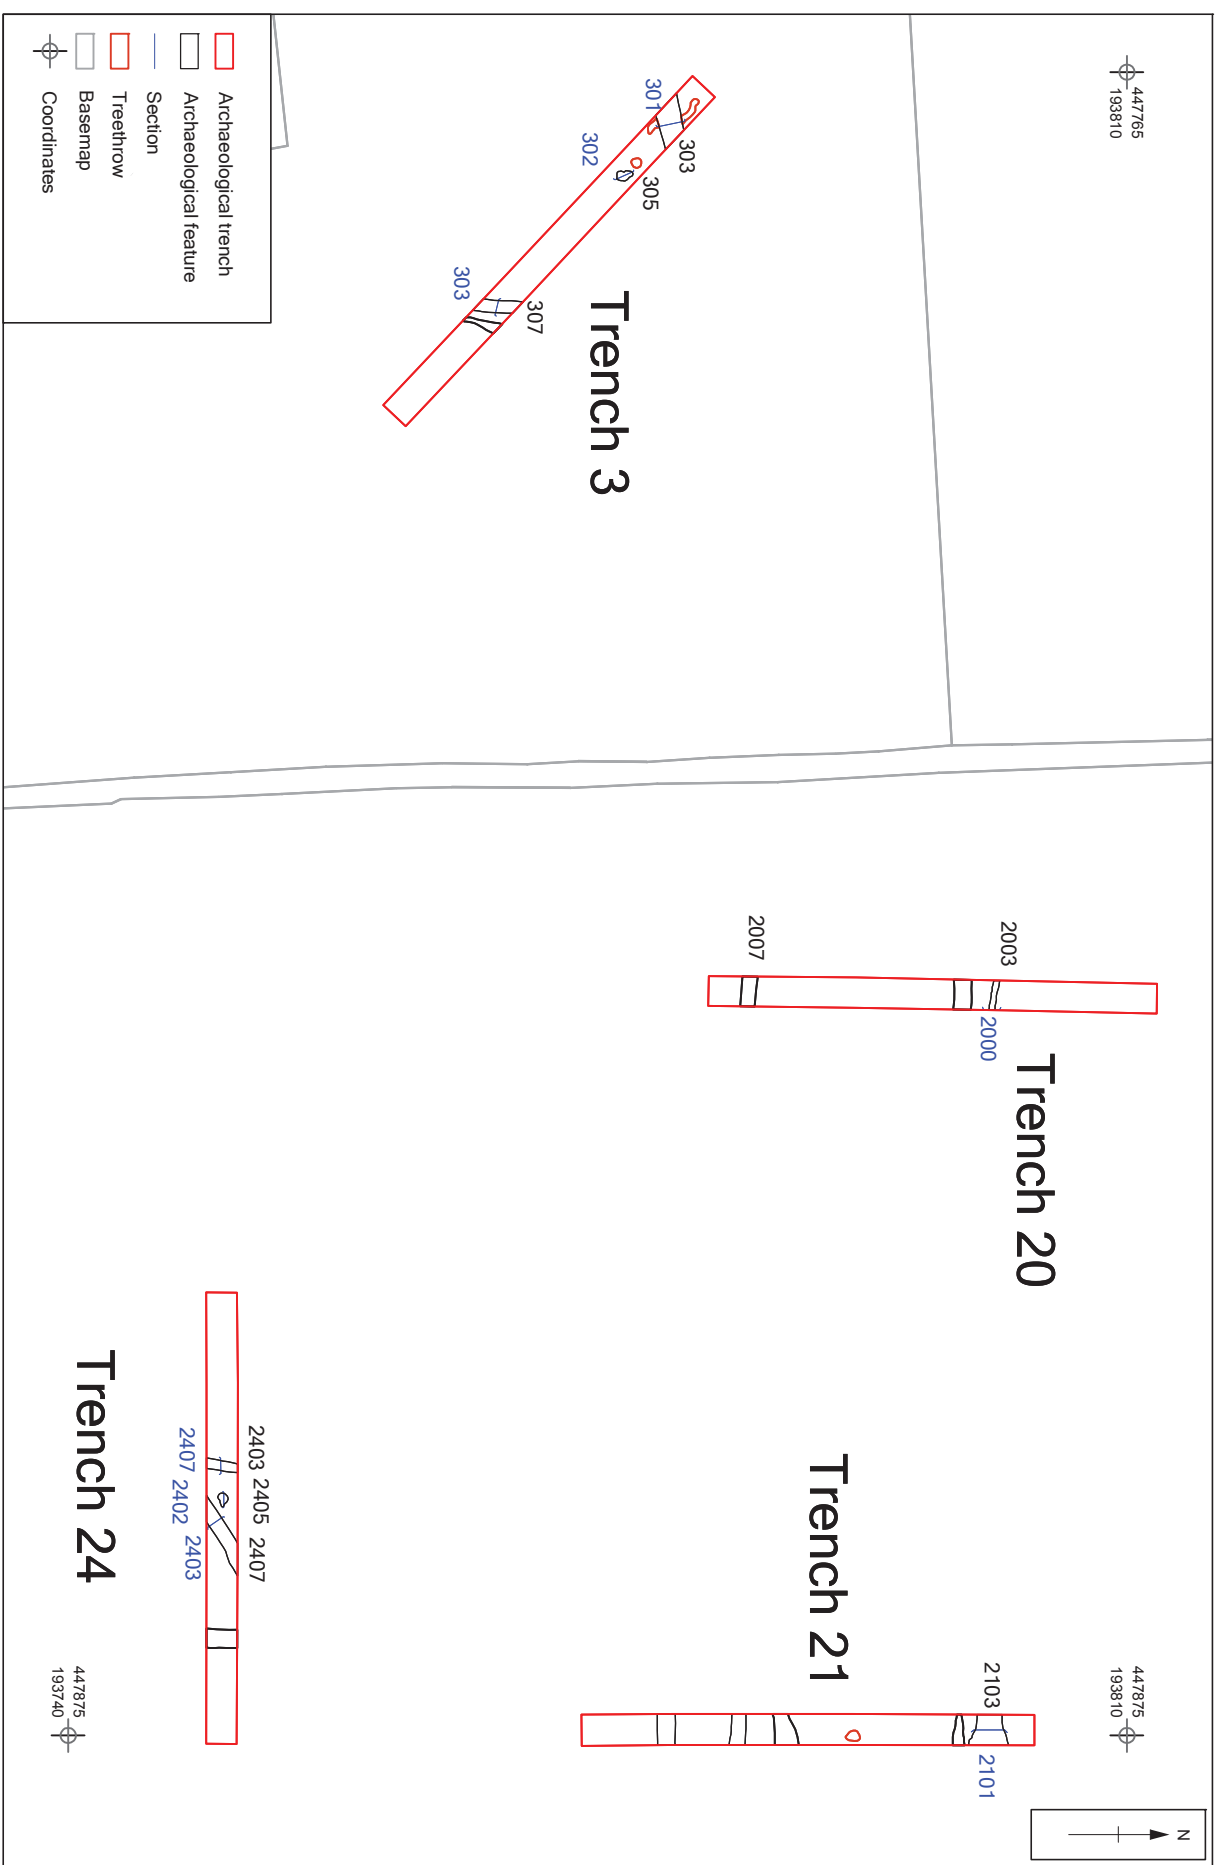 447765
193810
301
303
302
305
303
307
Trench 3
2003
2000
2007
Trench 20
Trench 21
447875
193810
2103
2101
N
2403 2405 2407
2407 2402 2403
Trench 24
447875
193740
Archaeological trench
Archaeological feature
Section
Treethrow
Basemap
Coordinates